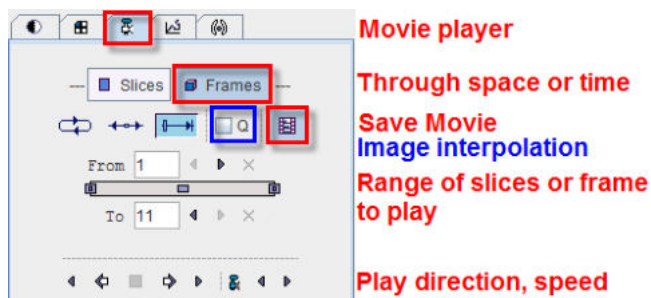 Movie player
Slices Frames
Through space or time
Q
Save Movie
Image interpolation
From 1
Range of slices or frame
to play
To 11
Play direction, speed